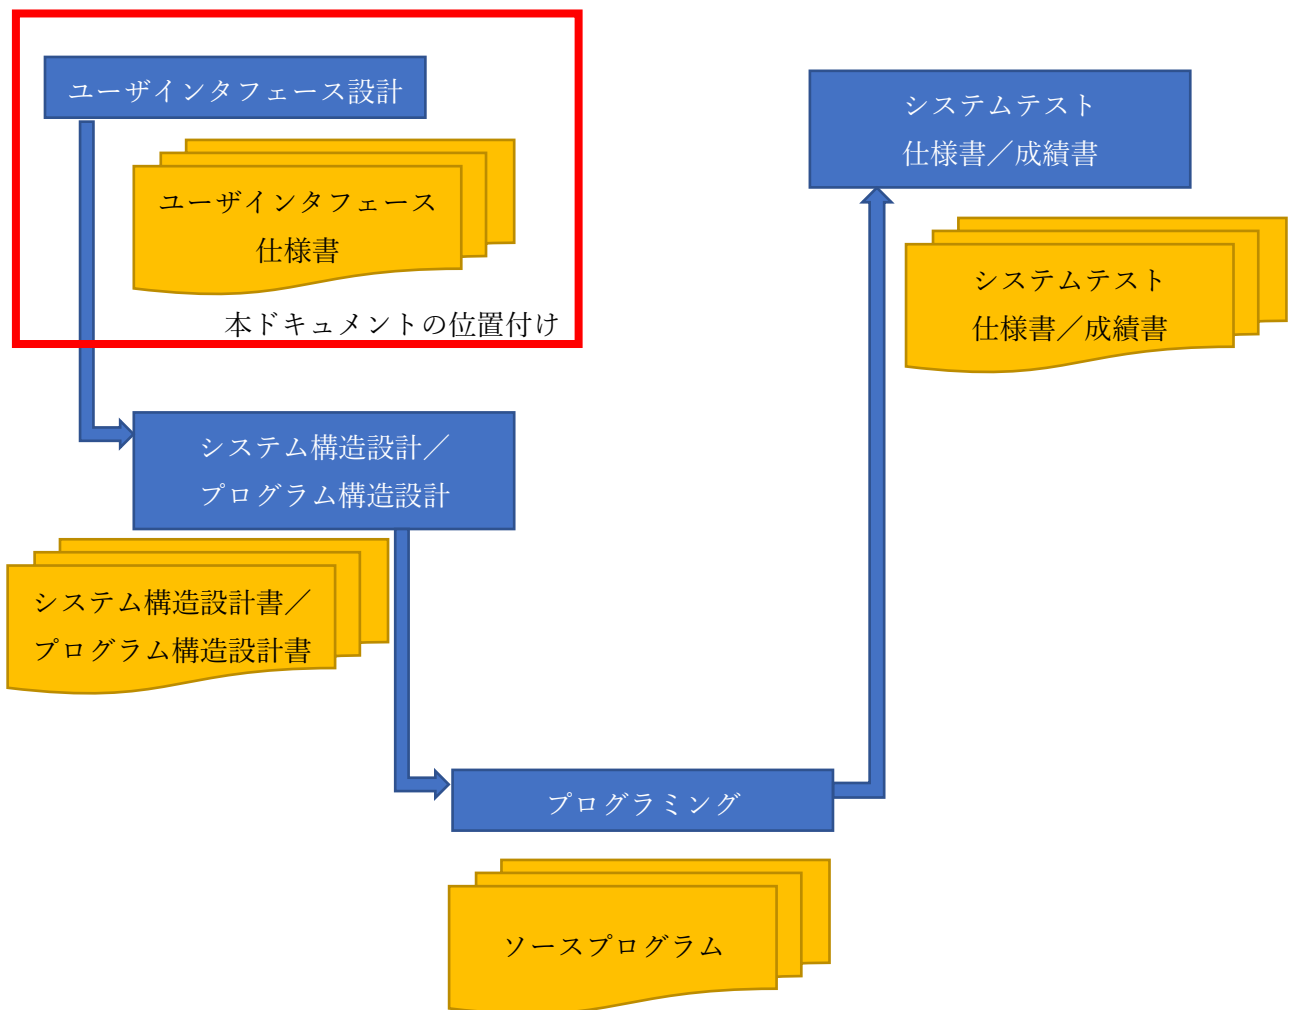 ユーザインタフェース設計
ユーザインタフェース
仕様書
本ドキュメントの位置付け
システム構造設計／
プログラム構造設計
システム構造設計書／
プログラム構造設計書
プログラミング
ソースプログラム
システムテスト
仕様書／成績書
システムテスト
仕様書／成績書